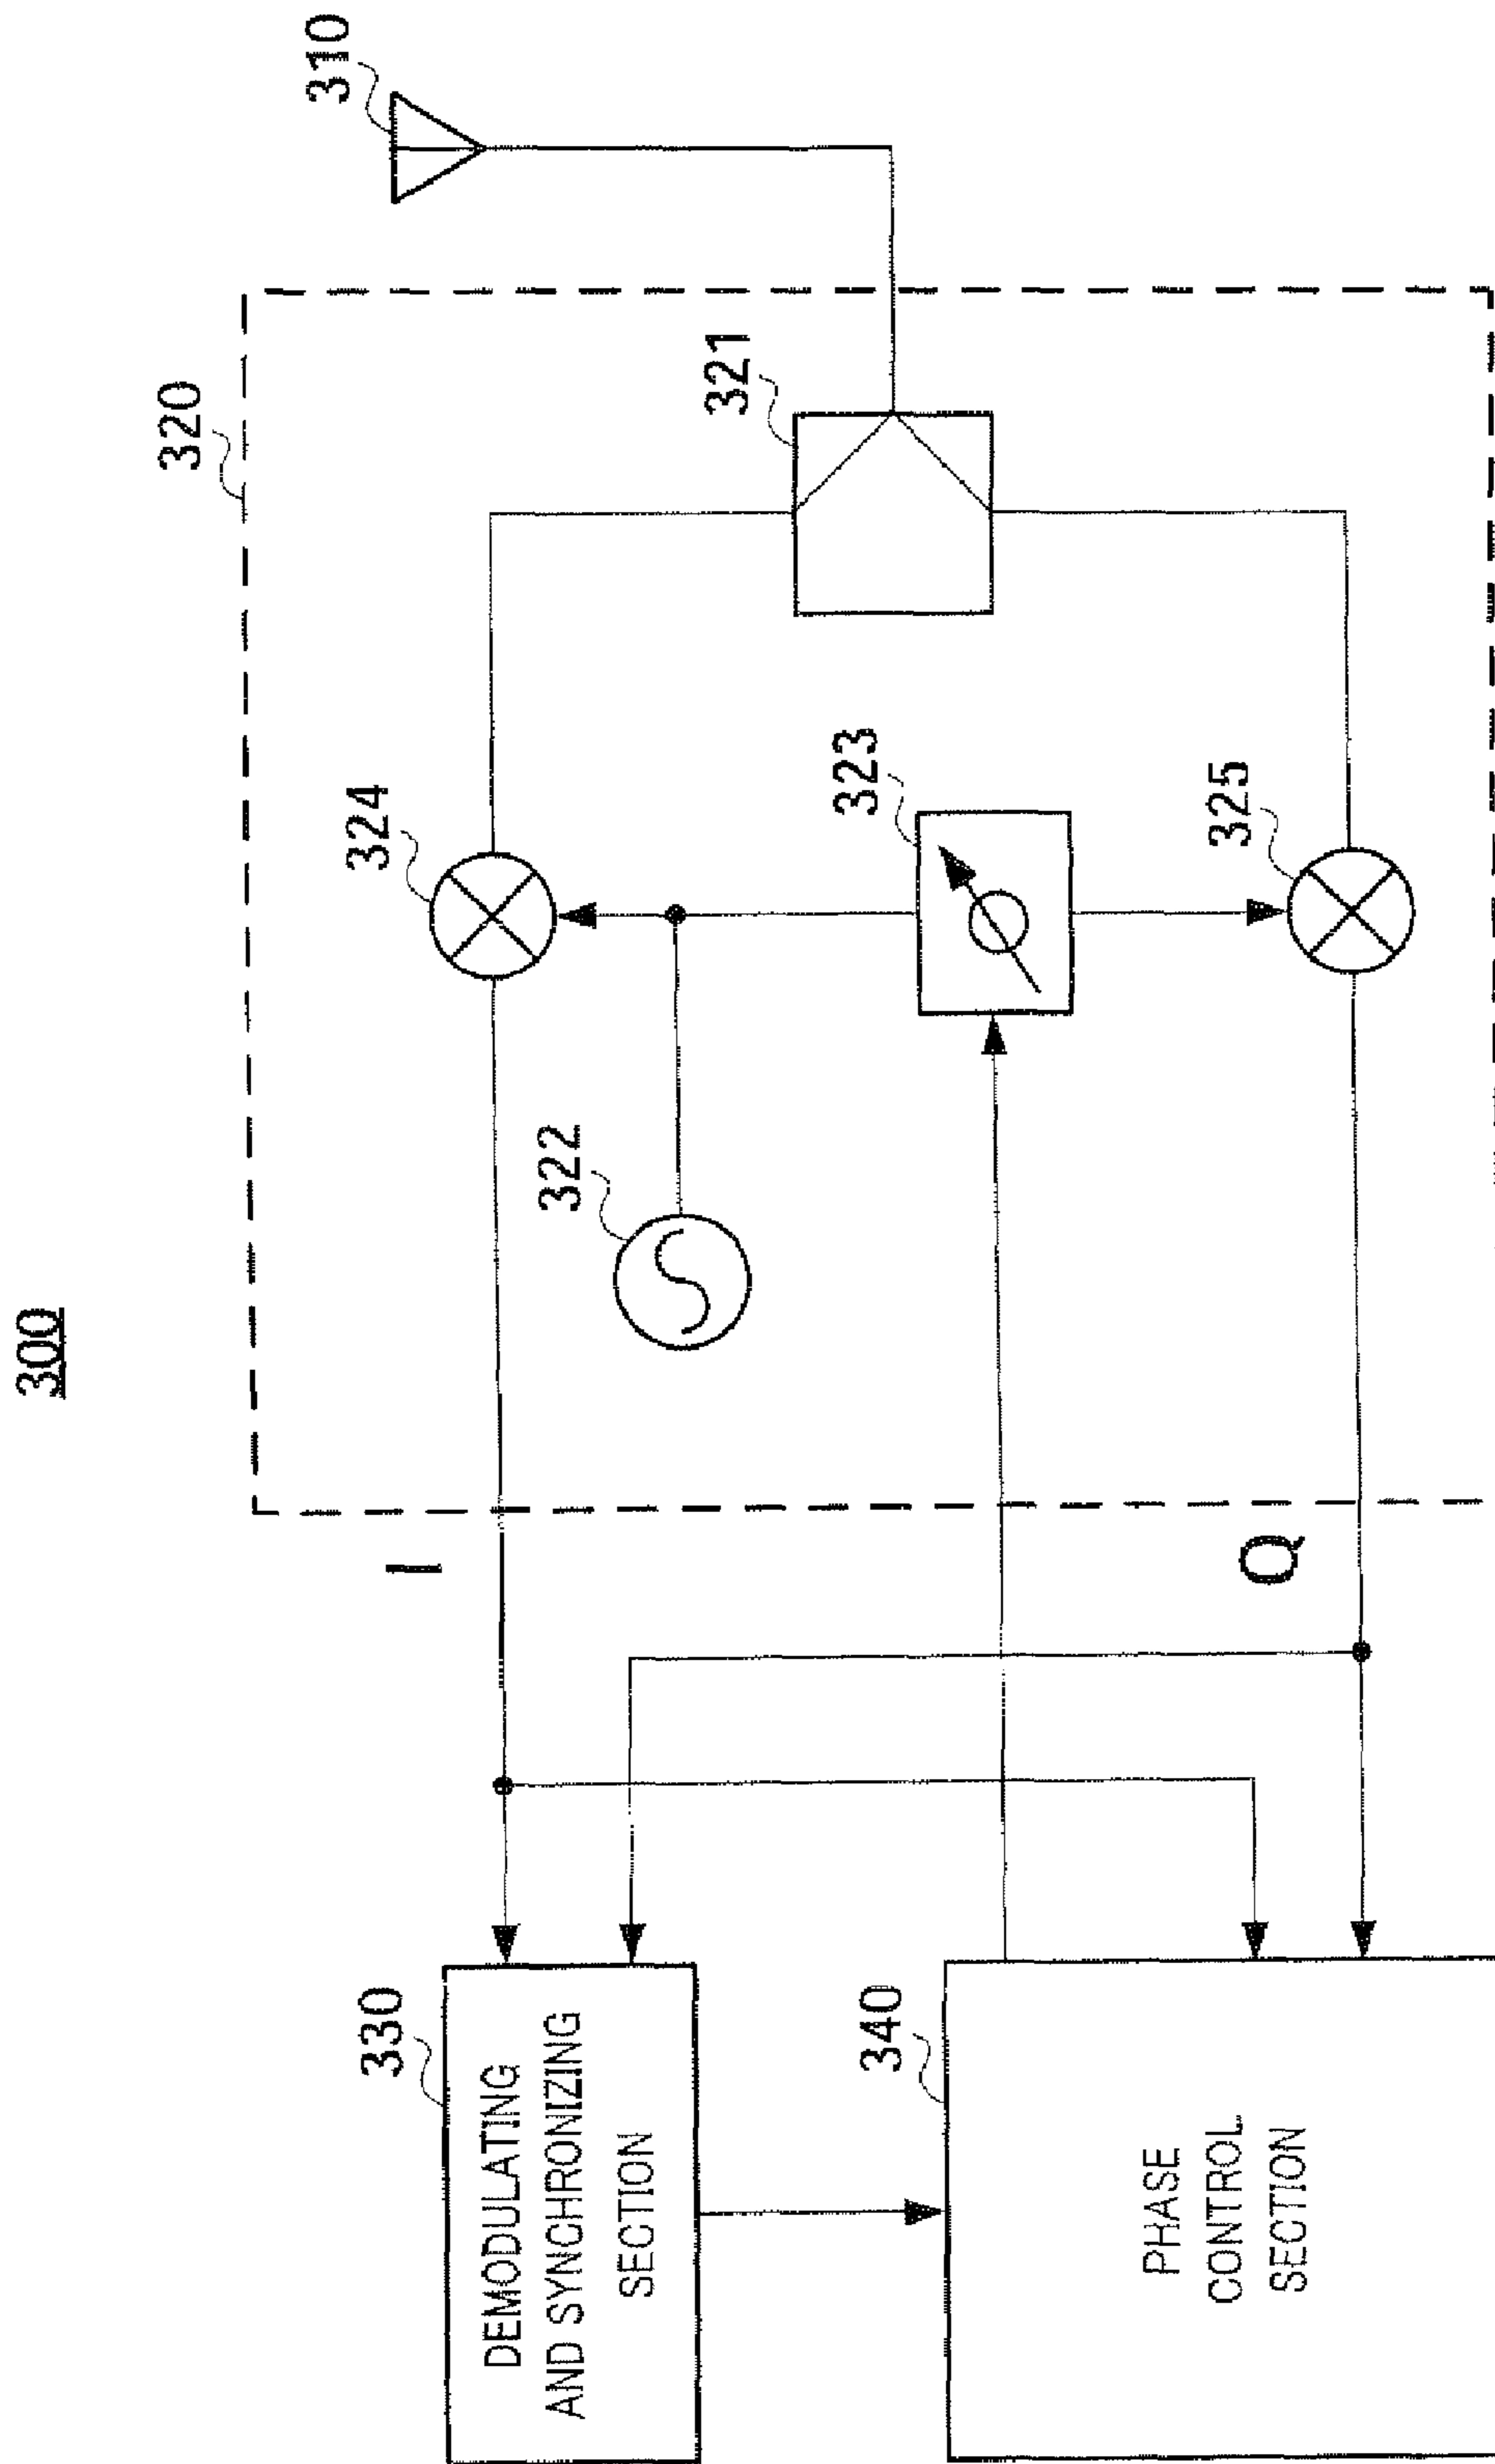 300
320
310
321
324
322
323
325
I
Q
330
DEMODULATING
AND SYNCHRONIZING
SECTION
340
PHASE
CONTROL
SECTION